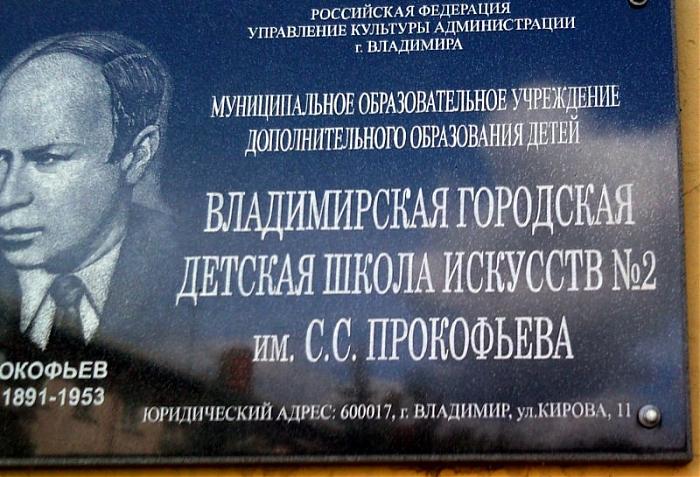 РОССИЙСКАЯ ФЕДЕРАЦИЯ
УПРАВЛЕНИЕ КУЛЬТУРЫ АДМИНИСТРАЦИИ
г. ВЛАДИМИРА
МУНИЦИПАЛЬНОЕ ОБРАЗОВАТЕЛЬНОЕ УЧРЕЖДЕНИЕ
ДОПОЛНИТЕЛЬНОГО ОБРАЗОВАНИЯ ДЕТЕЙ
ВЛАДИМИРСКАЯ ГОРОДСКАЯ
ДЕТСКАЯ ШКОЛА ИСКУССТВ №2
им. С.С. ПРОКОФЬЕВА
ОКОФЬЕВ
1891-1953
ЮРИДИЧЕСКИЙ АДРЕС: 600017, г. ВЛАДИМИР, ул.КИРОВА, 11